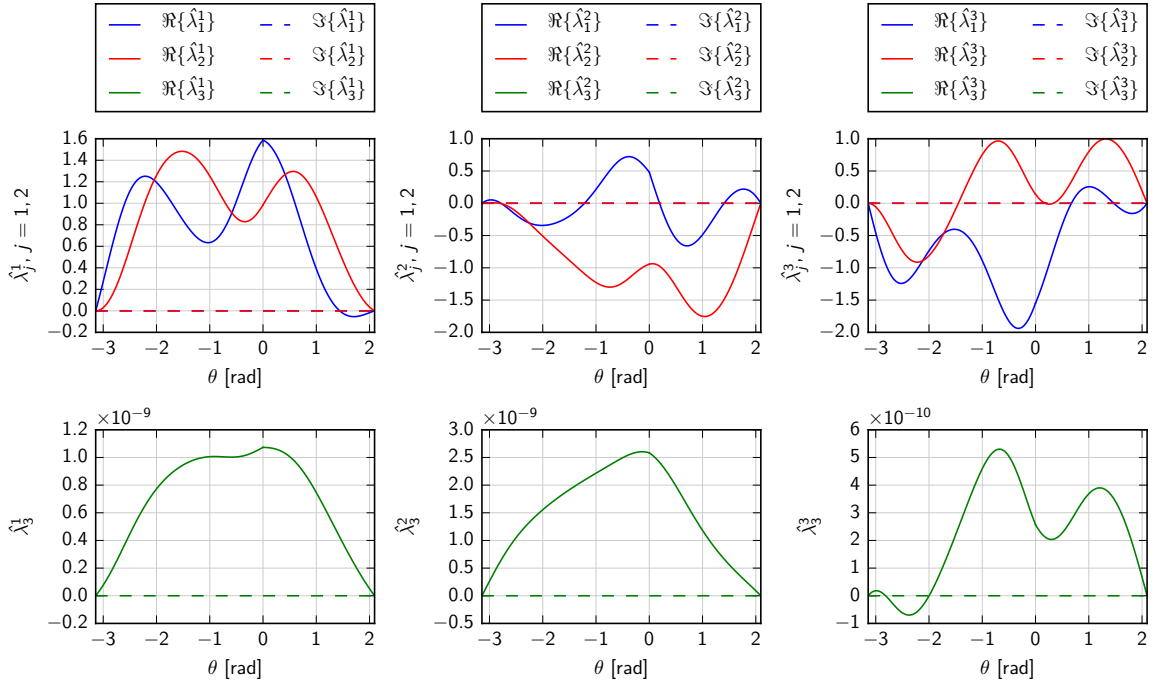 ℜ{λ̂₁¹} ℑ{λ̂₁¹}
ℜ{λ̂₂¹} ℑ{λ̂₂¹}
ℜ{λ̂₃¹} ℑ{λ̂₃¹}
ℜ{λ̂₁²} ℑ{λ̂₁²}
ℜ{λ̂₂²} ℑ{λ̂₂²}
ℜ{λ̂₃²} ℑ{λ̂₃²}
ℜ{λ̂₁³} ℑ{λ̂₁³}
ℜ{λ̂₂³} ℑ{λ̂₂³}
ℜ{λ̂₃³} ℑ{λ̂₃³}
λ̂ⱼ¹, j = 1, 2
1.6
1.4
1.2
1.0
0.8
0.6
0.4
0.2
0.0
−0.2
−3 −2 −1 0 1 2
θ [rad]
λ̂ⱼ², j = 1, 2
1.0
0.5
0.0
−0.5
−1.0
−1.5
−2.0
−3 −2 −1 0 1 2
θ [rad]
λ̂ⱼ³, j = 1, 2
1.0
0.5
0.0
−0.5
−1.0
−1.5
−2.0
−3 −2 −1 0 1 2
θ [rad]
×10⁻⁹
λ̂₃¹
1.2
1.0
0.8
0.6
0.4
0.2
0.0
−0.2
−3 −2 −1 0 1 2
θ [rad]
×10⁻⁹
λ̂₃²
3.0
2.5
2.0
1.5
1.0
0.5
0.0
−0.5
−3 −2 −1 0 1 2
θ [rad]
×10⁻¹⁰
λ̂₃³
6
5
4
3
2
1
0
−1
−3 −2 −1 0 1 2
θ [rad]